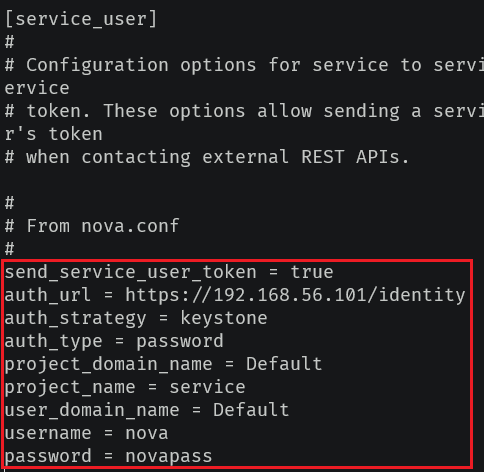 [service_user]
#
# Configuration options for service to servi
ervice
# token. These options allow sending a servi
r's token
# when contacting external REST APIs.
#
# From nova.conf
#
send_service_user_token = true
auth_url = https://192.168.56.101/identity
auth_strategy = keystone
auth_type = password
project_domain_name = Default
project_name = service
user_domain_name = Default
username = nova
password = novapass